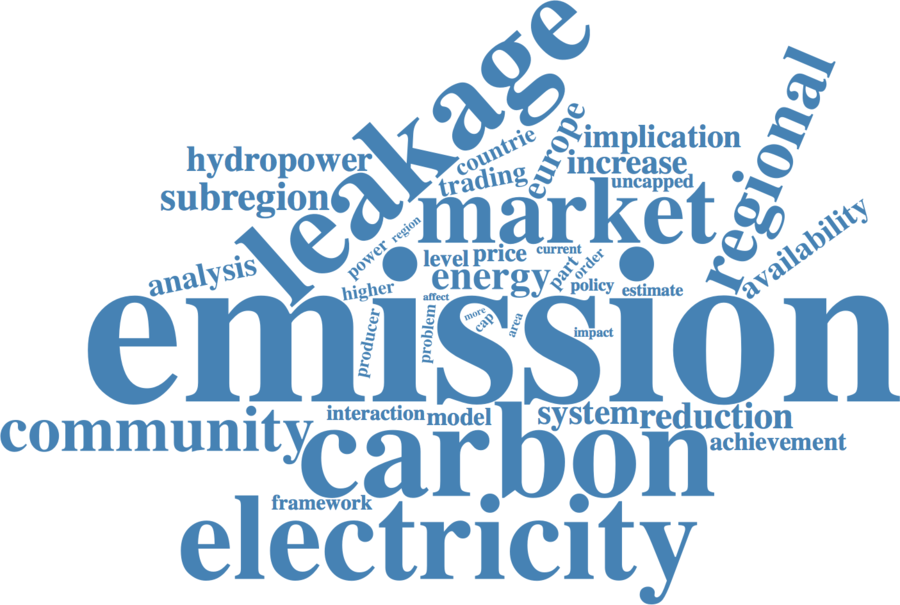 leakage
regional
europe
countrie
implication
hydropower
increase
trading
uncapped
subregion
market
availability
region
power
level
price
current
part
order
analysis
energy
policy
estimate
higher
affect
emission
producer
problem
more
cap
area
impact
community
interaction
model
system
reduction
carbon
achievement
framework
electricity